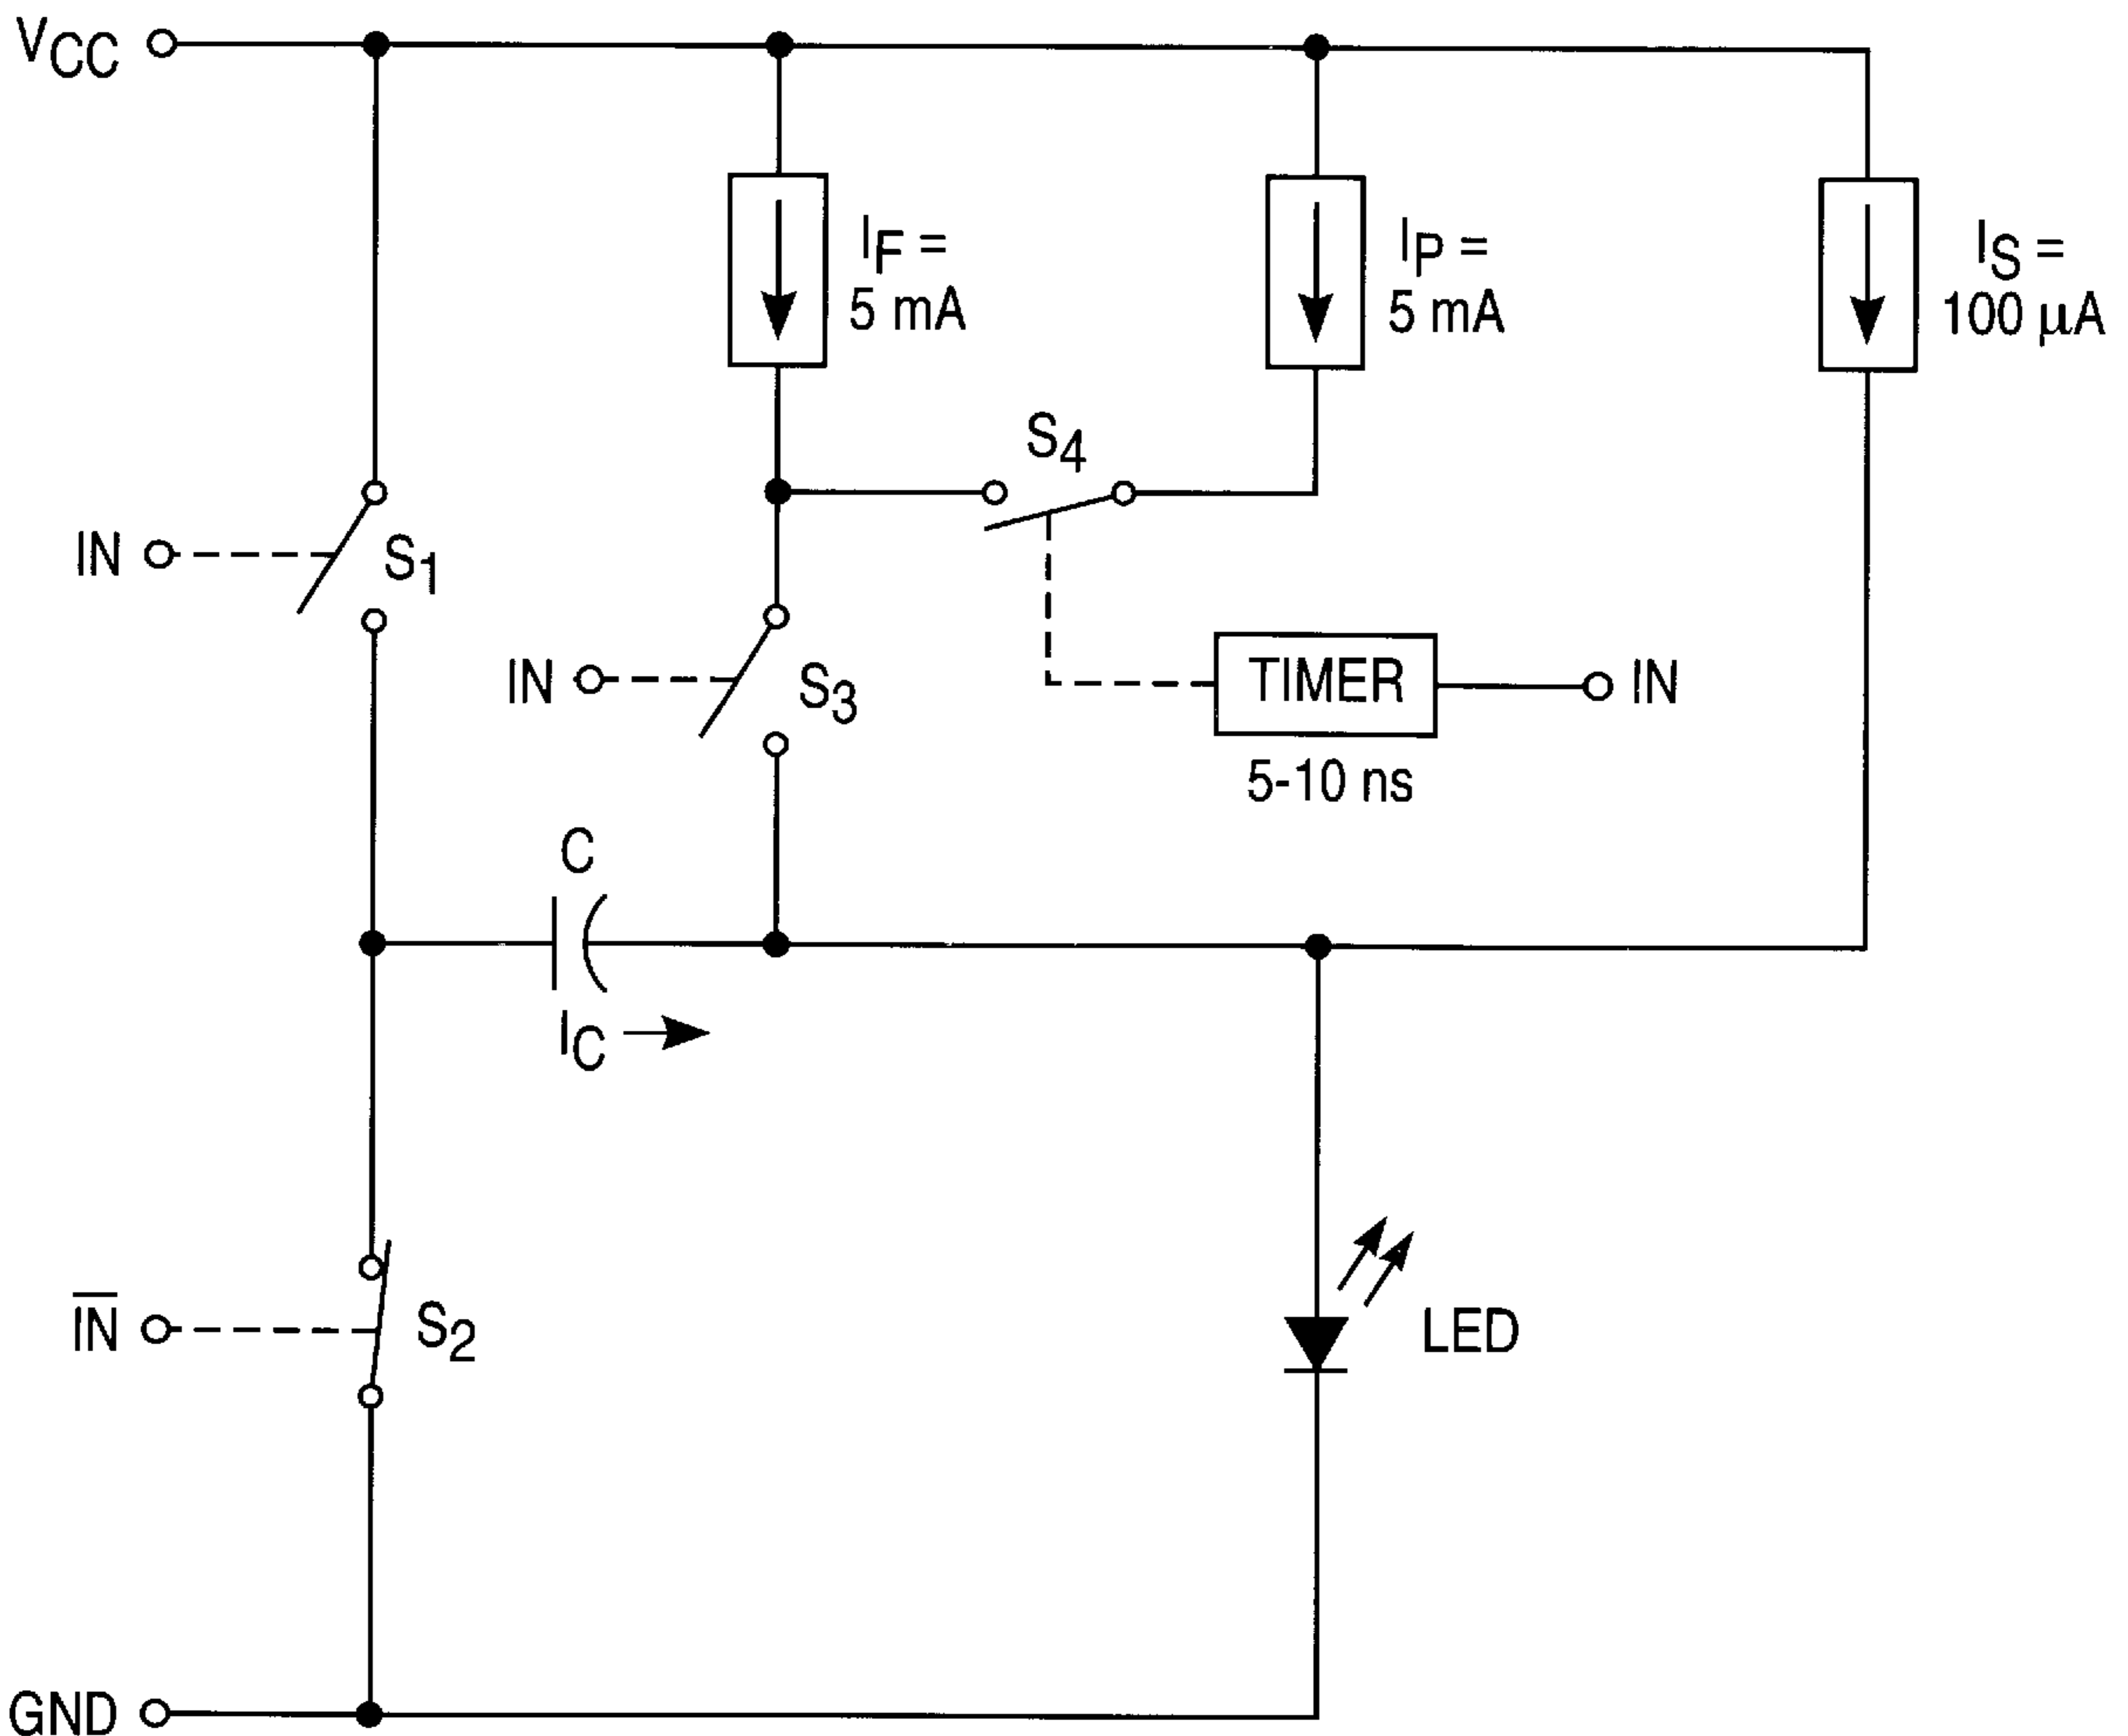 VCC
IF =
5 mA
IP =
5 mA
IS =
100 µA
S4
IN
S1
IN
S3
TIMER
IN
5-10 ns
C
IC
IN
S2
LED
GND